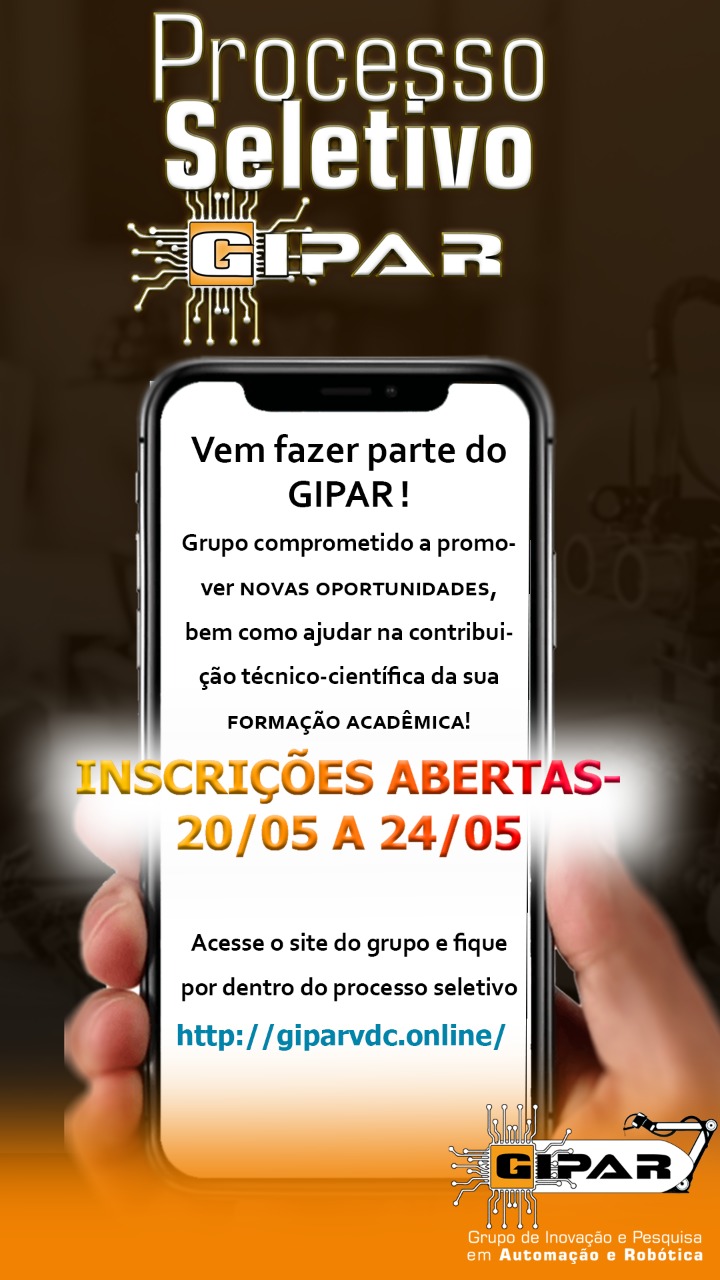 Processo
Seletivo
GIPAR
Vem fazer parte do
GIPAR !
Grupo comprometido a promo-
ver NOVAS OPORTUNIDADES,
bem como ajudar na contribui-
ção técnico-científica da sua
FORMAÇÃO ACADÊMICA!
INSCRIÇÕES ABERTAS-
20/05 A 24/05
Acesse o site do grupo e fique
por dentro do processo seletivo
http://giparvdc.online/
GIPAR
Grupo de Inovação e Pesquisa
em Automação e Robótica